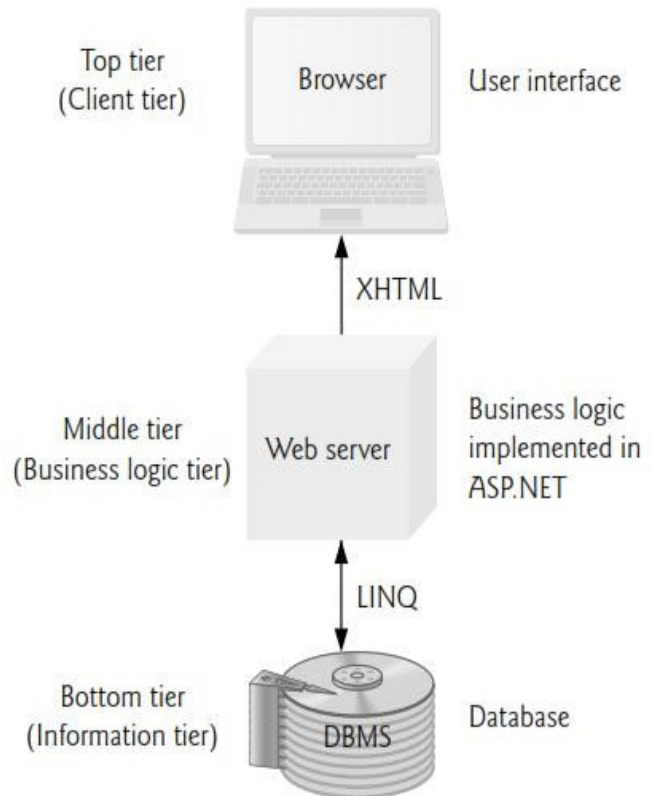 Top tier
(Client tier)
Browser
User interface
XHTML
Middle tier
(Business logic tier)
Web server
Business logic
implemented in
ASP.NET
LINQ
Bottom tier
(Information tier)
DBMS
Database